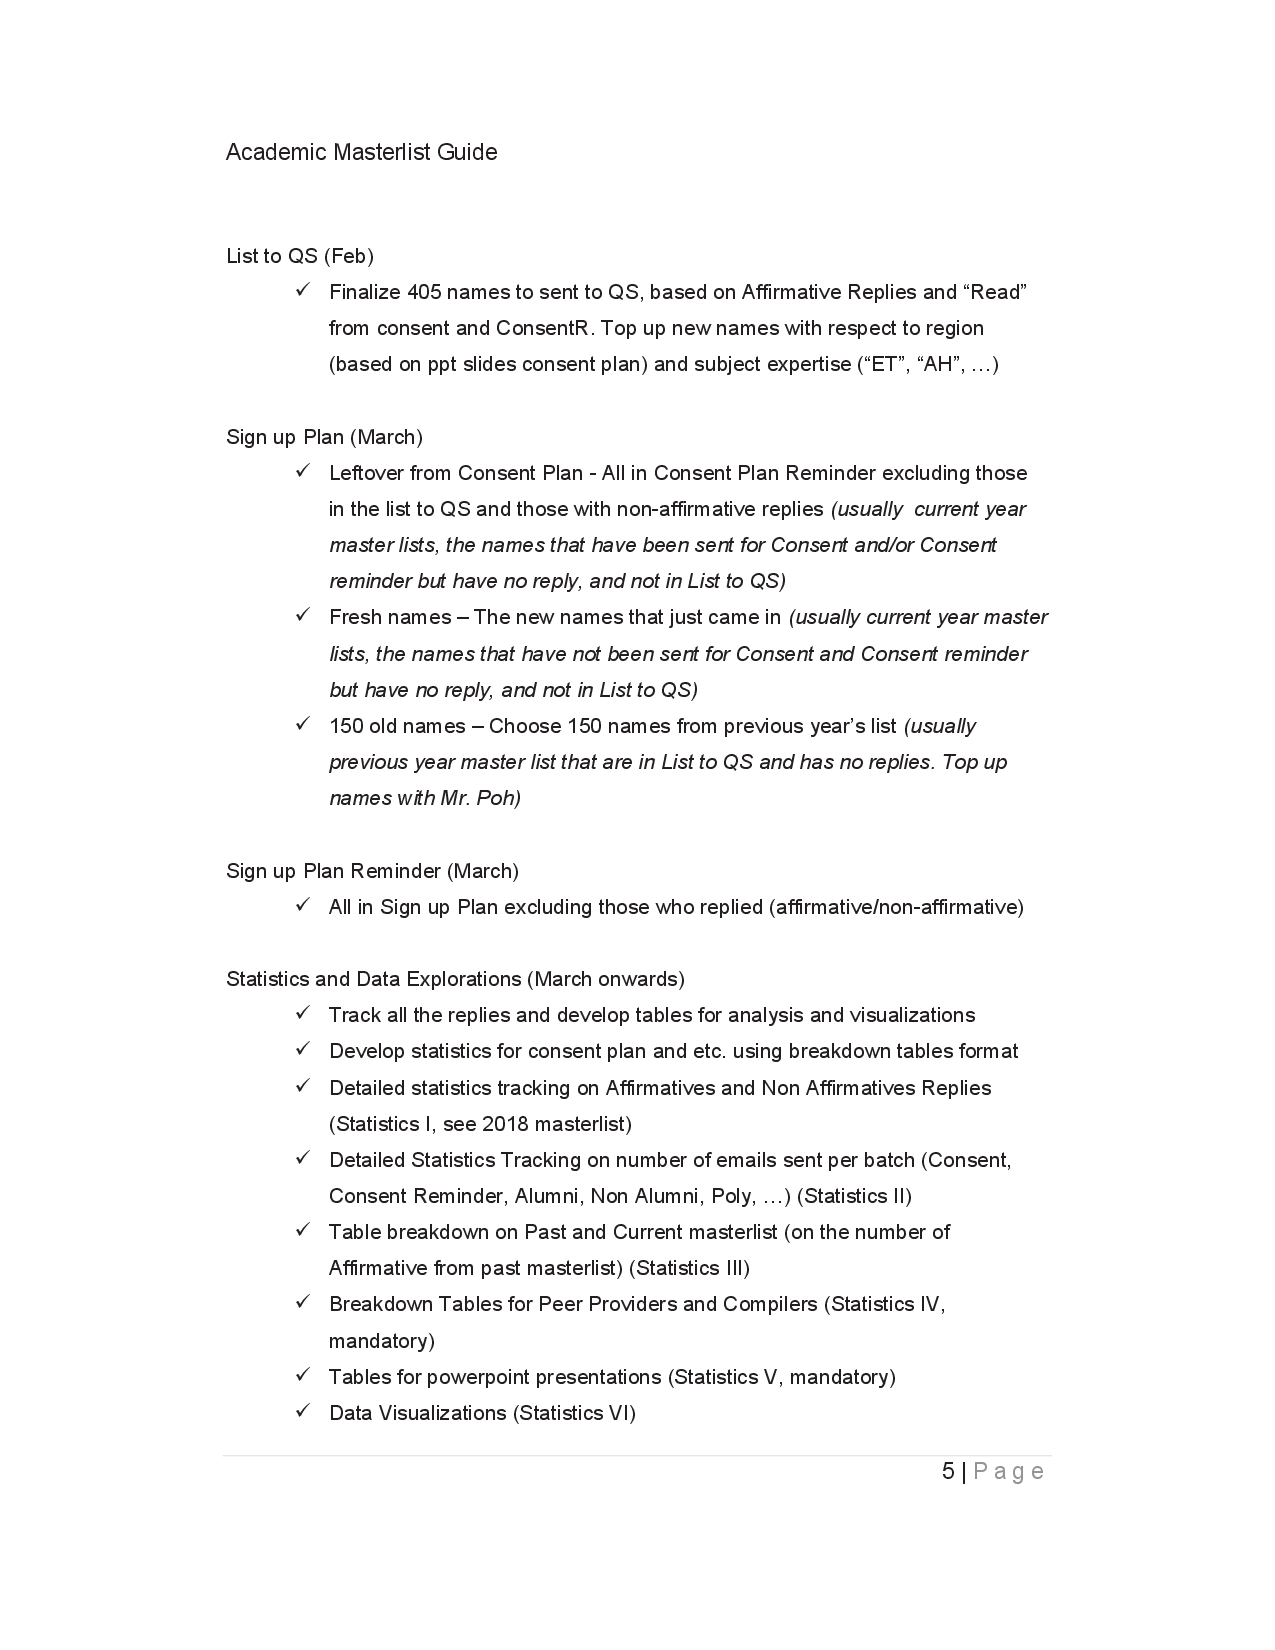 Academic Masterlist Guide
List to QS (Feb)
✓ Finalize 405 names to sent to QS, based on Affirmative Replies and “Read”
from consent and ConsentR. Top up new names with respect to region
(based on ppt slides consent plan) and subject expertise (“ET”, “AH”, …)
Sign up Plan (March)
✓ Leftover from Consent Plan - All in Consent Plan Reminder excluding those
in the list to QS and those with non-affirmative replies (usually  current year
master lists, the names that have been sent for Consent and/or Consent
reminder but have no reply, and not in List to QS)
✓ Fresh names – The new names that just came in (usually current year master
lists, the names that have not been sent for Consent and Consent reminder
but have no reply, and not in List to QS)
✓ 150 old names – Choose 150 names from previous year’s list (usually
previous year master list that are in List to QS and has no replies. Top up
names with Mr. Poh)
Sign up Plan Reminder (March)
✓ All in Sign up Plan excluding those who replied (affirmative/non-affirmative)
Statistics and Data Explorations (March onwards)
✓ Track all the replies and develop tables for analysis and visualizations
✓ Develop statistics for consent plan and etc. using breakdown tables format
✓ Detailed statistics tracking on Affirmatives and Non Affirmatives Replies
(Statistics I, see 2018 masterlist)
✓ Detailed Statistics Tracking on number of emails sent per batch (Consent,
Consent Reminder, Alumni, Non Alumni, Poly, …) (Statistics II)
✓ Table breakdown on Past and Current masterlist (on the number of
Affirmative from past masterlist) (Statistics III)
✓ Breakdown Tables for Peer Providers and Compilers (Statistics IV,
mandatory)
✓ Tables for powerpoint presentations (Statistics V, mandatory)
✓ Data Visualizations (Statistics VI)
5 | Page